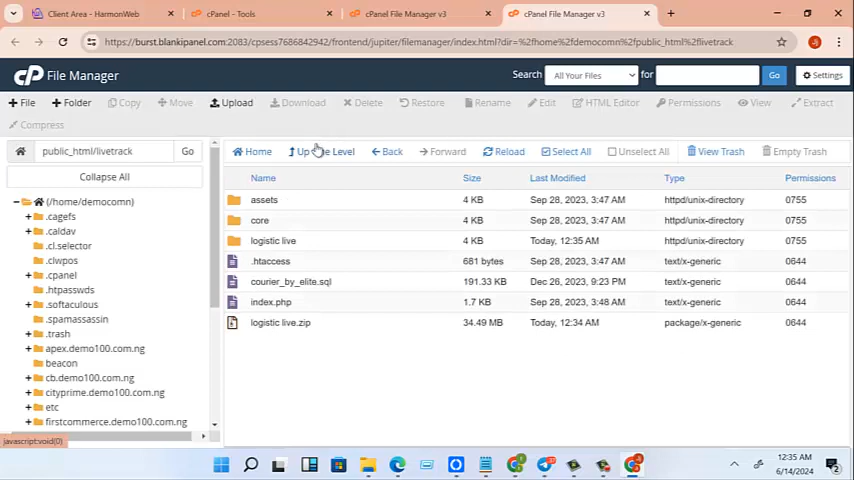 Client Area - HarmonWeb
cPanel - Tools
cPanel File Manager v3
cPanel File Manager v3
https://burst.blankipanel.com:2083/cpsess7686842942/frontend/jupiter/filemanager/index.html?dir=%2fhome%2fdemocomn%2fpublic_html%2flivetrack
cP File Manager
Search All Your Files for Go Settings
File Folder Copy Move Upload Download Delete Restore Rename Edit HTML Editor Permissions View Extract
Compress
public_html/livetrack Go
Home Up One Level Back Forward Reload Select All Unselect All View Trash Empty Trash
Collapse All
Name Size Last Modified Type Permissions
assets 4 KB Sep 28, 2023, 3:47 AM httpd/unix-directory 0755
core 4 KB Sep 28, 2023, 3:47 AM httpd/unix-directory 0755
logistic live 4 KB Today, 12:35 AM httpd/unix-directory 0755
.htaccess 681 bytes Sep 28, 2023, 3:47 AM text/x-generic 0644
courier_by_elite.sql 191.33 KB Dec 26, 2023, 9:23 PM text/x-generic 0644
index.php 1.7 KB Sep 28, 2023, 3:48 AM text/x-generic 0644
logistic live.zip 34.49 MB Today, 12:34 AM package/x-generic 0644
(/home/democomn)
.cagefs
.caldav
.cl.selector
.clwpos
.cpanel
.htpasswds
.softaculous
.spamassassin
.trash
apex.demo100.com.ng
beacon
cb.demo100.com.ng
cityprime.demo100.com.ng
etc
firstcommerce.demo100.com.ng
javascript:void(0)
12:35 AM
6/14/2024